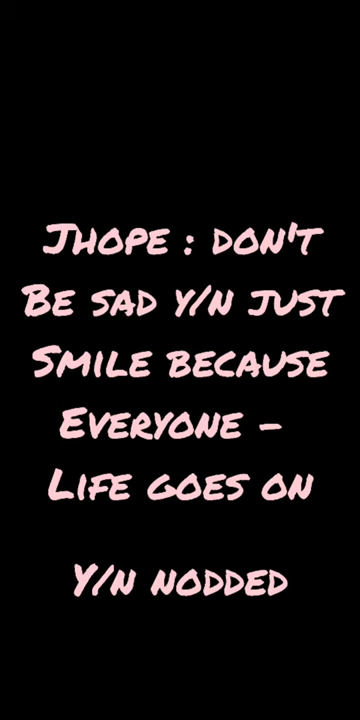 Jhope : don't
Be sad y/n just
Smile because
Everyone -
Life goes on
Y/n nodded